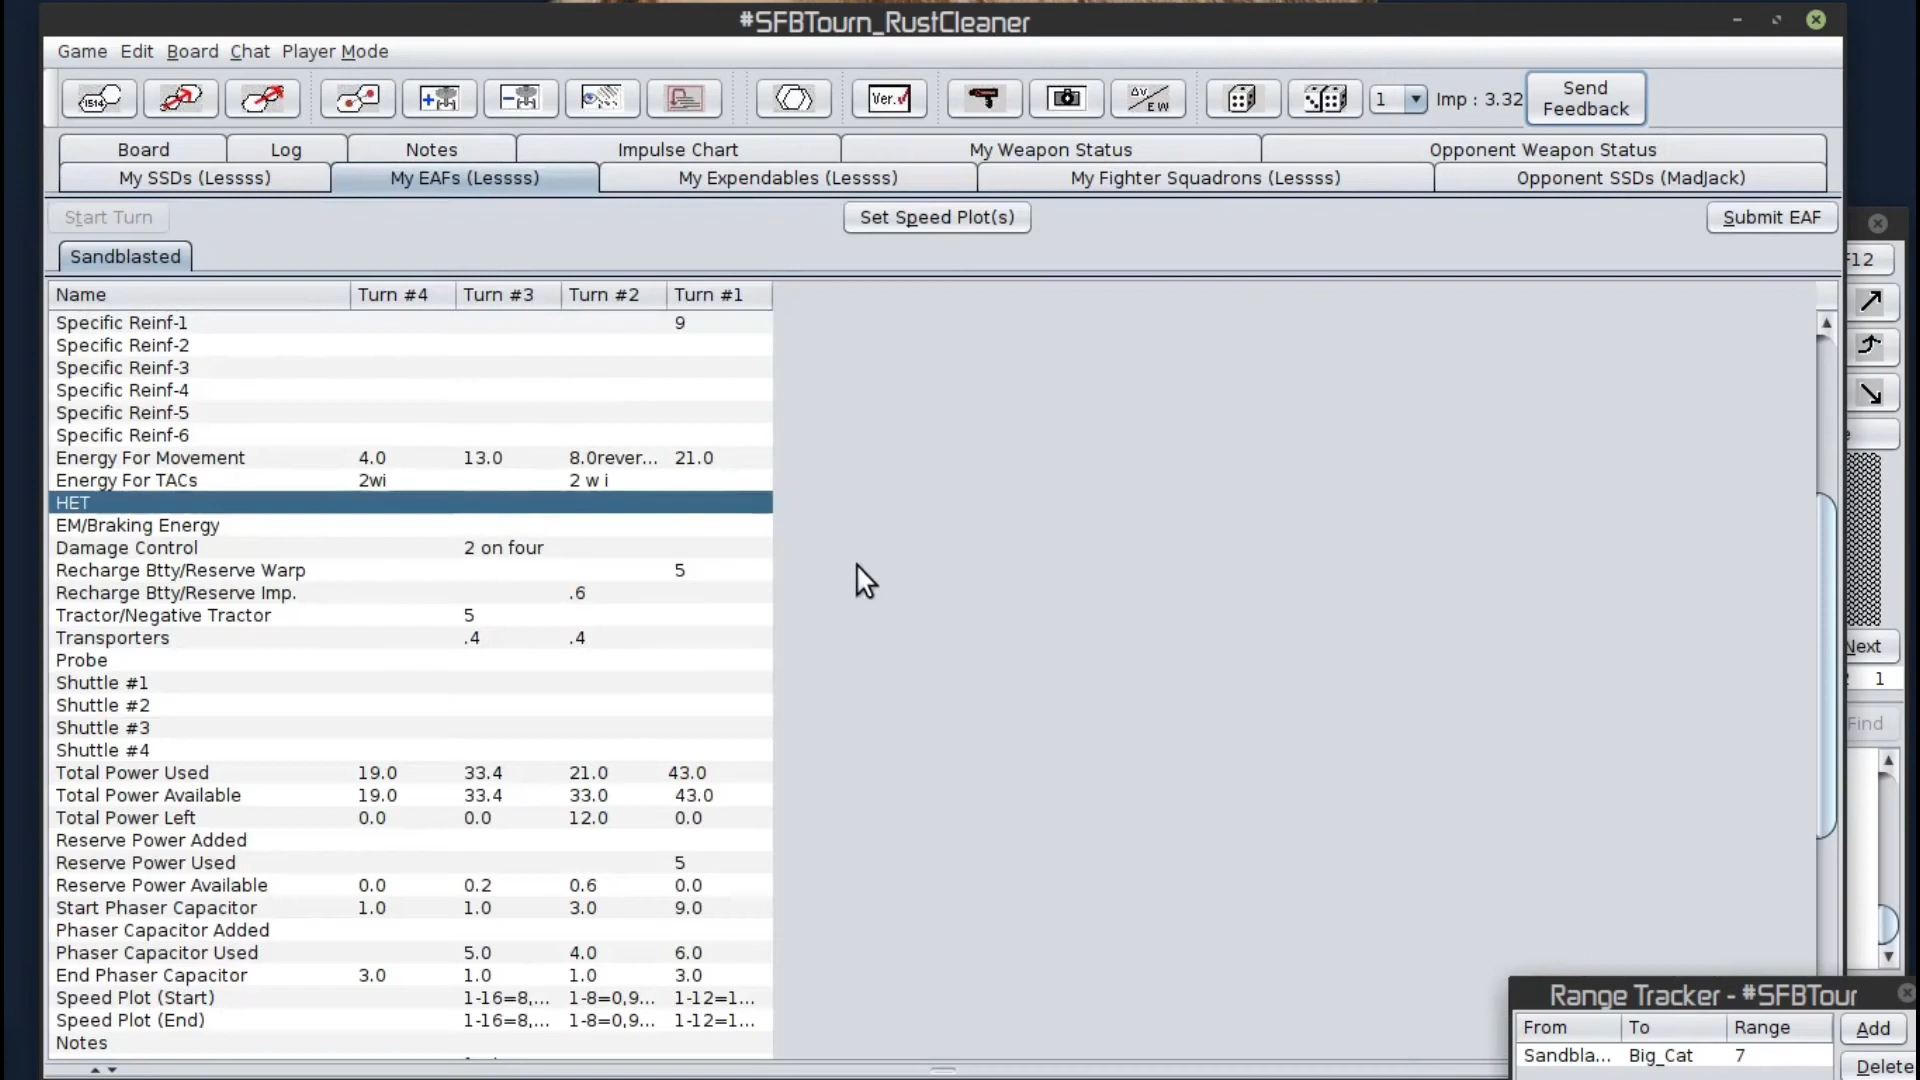 #SFBTourn_RustCleaner
Game Edit Board Chat Player Mode
1514 Ver. ΔV/EW 1 Imp : 3.32 Send Feedback
Board Log Notes Impulse Chart My Weapon Status Opponent Weapon Status
My SSDs (Lessss) My EAFs (Lessss) My Expendables (Lessss) My Fighter Squadrons (Lessss) Opponent SSDs (MadJack)
Start Turn Set Speed Plot(s) Submit EAF
Sandblasted
Name Turn #4 Turn #3 Turn #2 Turn #1
Specific Reinf-1 9
Specific Reinf-2
Specific Reinf-3
Specific Reinf-4
Specific Reinf-5
Specific Reinf-6
Energy For Movement 4.0 13.0 8.0rever... 21.0
Energy For TACs 2wi 2 w i
HET
EM/Braking Energy
Damage Control 2 on four
Recharge Btty/Reserve Warp 5
Recharge Btty/Reserve Imp. .6
Tractor/Negative Tractor 5
Transporters .4 .4
Probe
Shuttle #1
Shuttle #2
Shuttle #3
Shuttle #4
Total Power Used 19.0 33.4 21.0 43.0
Total Power Available 19.0 33.4 33.0 43.0
Total Power Left 0.0 0.0 12.0 0.0
Reserve Power Added
Reserve Power Used 5
Reserve Power Available 0.0 0.2 0.6 0.0
Start Phaser Capacitor 1.0 1.0 3.0 9.0
Phaser Capacitor Added
Phaser Capacitor Used 5.0 4.0 6.0
End Phaser Capacitor 3.0 1.0 1.0 3.0
Speed Plot (Start) 1-16=8,... 1-8=0,9... 1-12=1...
Speed Plot (End) 1-16=8,... 1-8=0,9... 1-12=1...
Notes
F12
Next
1
Find
Range Tracker - #SFBTour
From To Range Add
Sandbla... Big_Cat 7
Delete